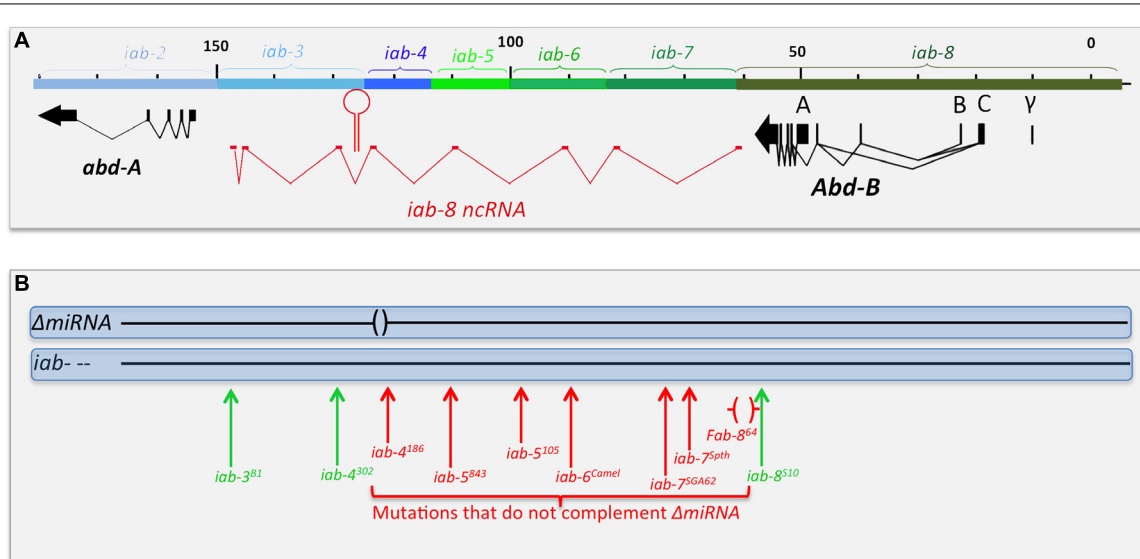 A
iab-2 150 iab-3 iab-4 100 iab-5 iab-6 iab-7 50 iab-8 0
A B C γ
abd-A
Abd-B
iab-8 ncRNA
B
ΔmiRNA ( )
iab- --
( )
Fab-8⁶⁴
iab-4¹⁸⁶
iab-5¹⁰⁵
iab-7ˢᵖᵗʰ
iab-3ᴮ¹
iab-4³⁰²
iab-5⁸⁴³
iab-6ᶜᵃᵐᵉˡ
iab-8ˢ¹⁰
iab-7ˢᴳᴬ⁶²
Mutations that do not complement ΔmiRNA